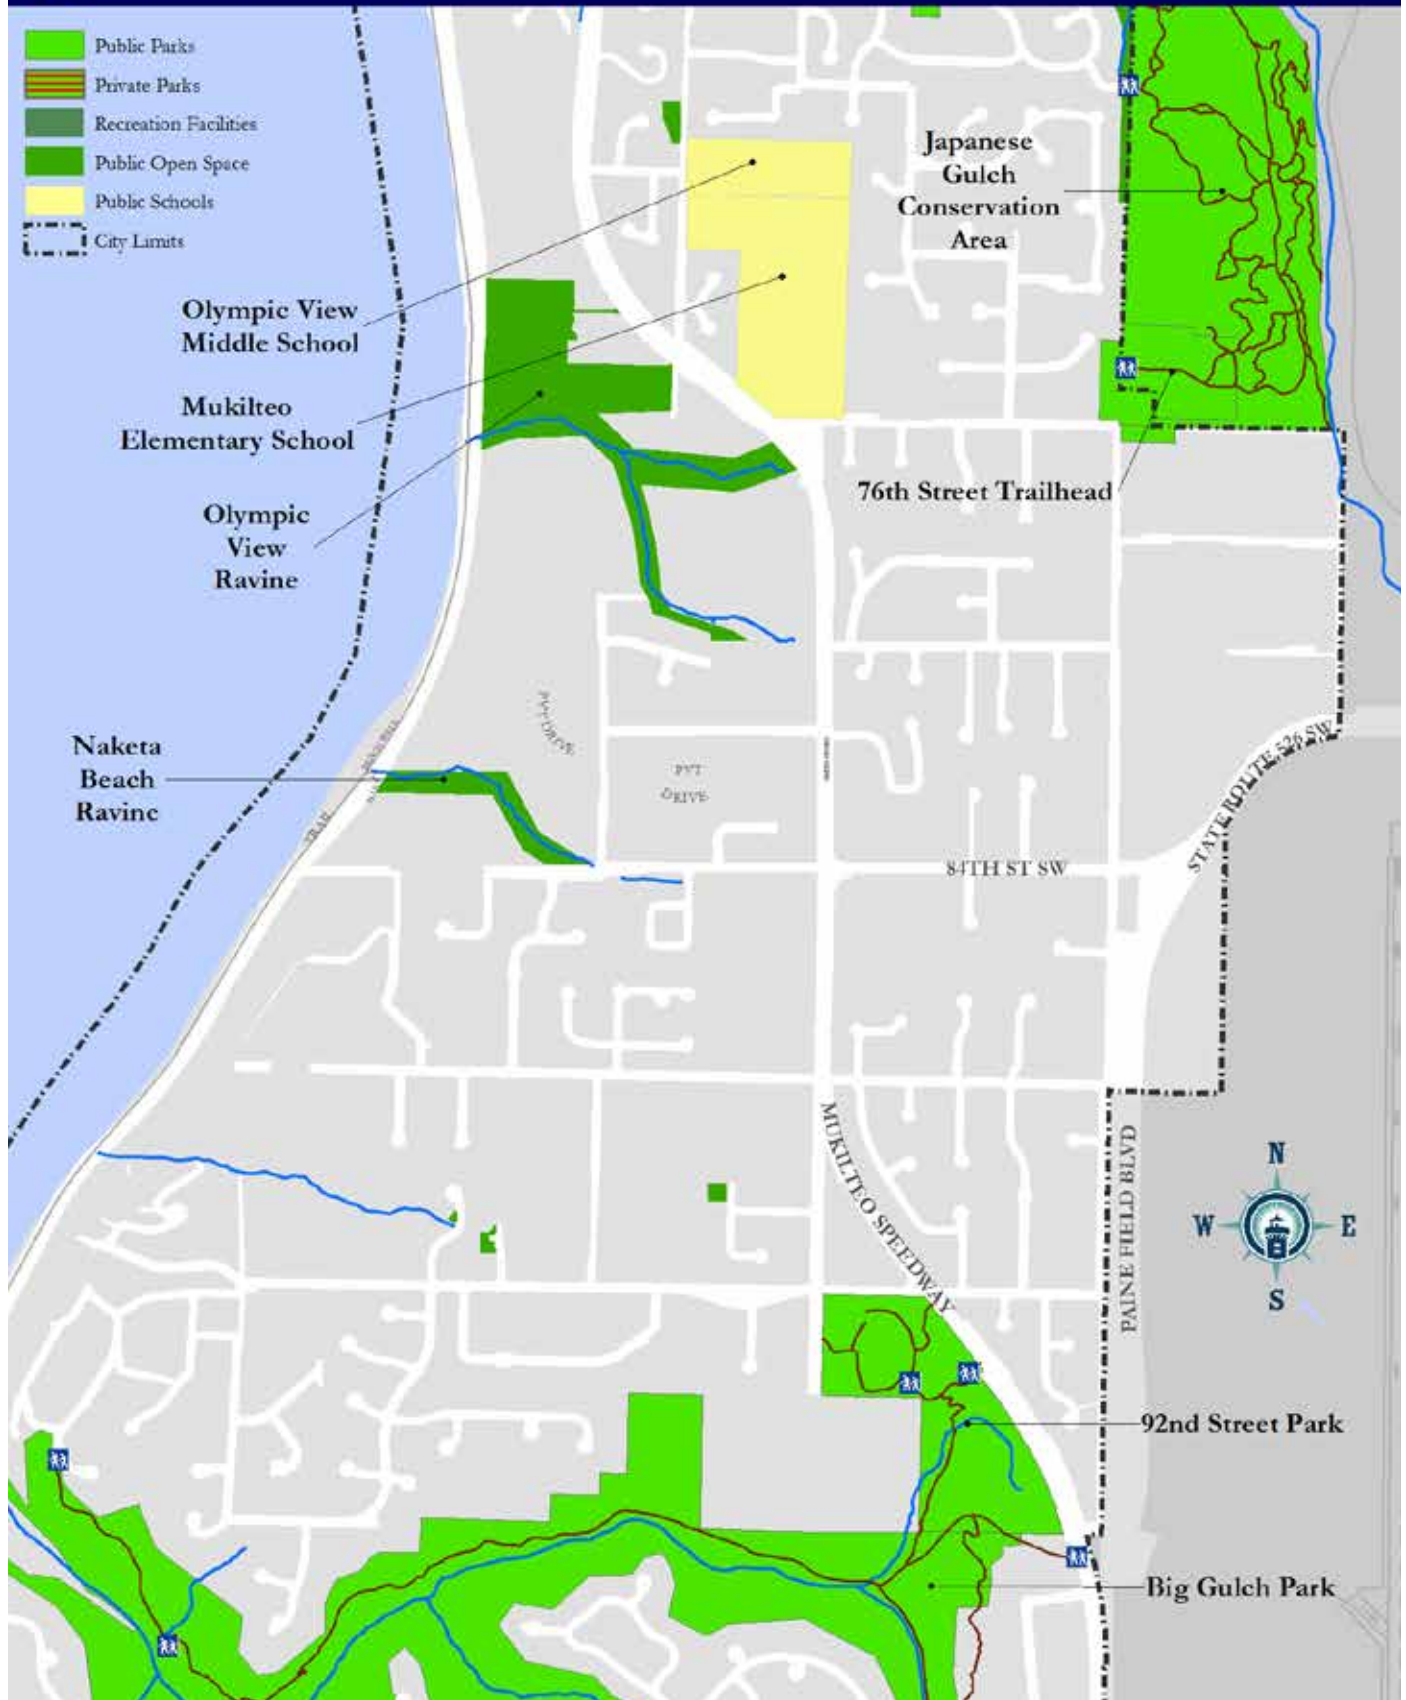 Public Parks
Private Parks
Recreation Facilities
Public Open Space
Public Schools
City Limits
Japanese
Gulch
Conservation
Area
Olympic View
Middle School
Mukilteo
Elementary School
76th Street Trailhead
Olympic
View
Ravine
PVT DRIVE
Naketa
Beach
Ravine
PVT
DRIVE
STATE ROUTE 526 SW
TRAIL
84TH ST SW
MUKILTEO SPEEDWAY
PAINE FIELD BLVD
N
W
E
S
92nd Street Park
Big Gulch Park